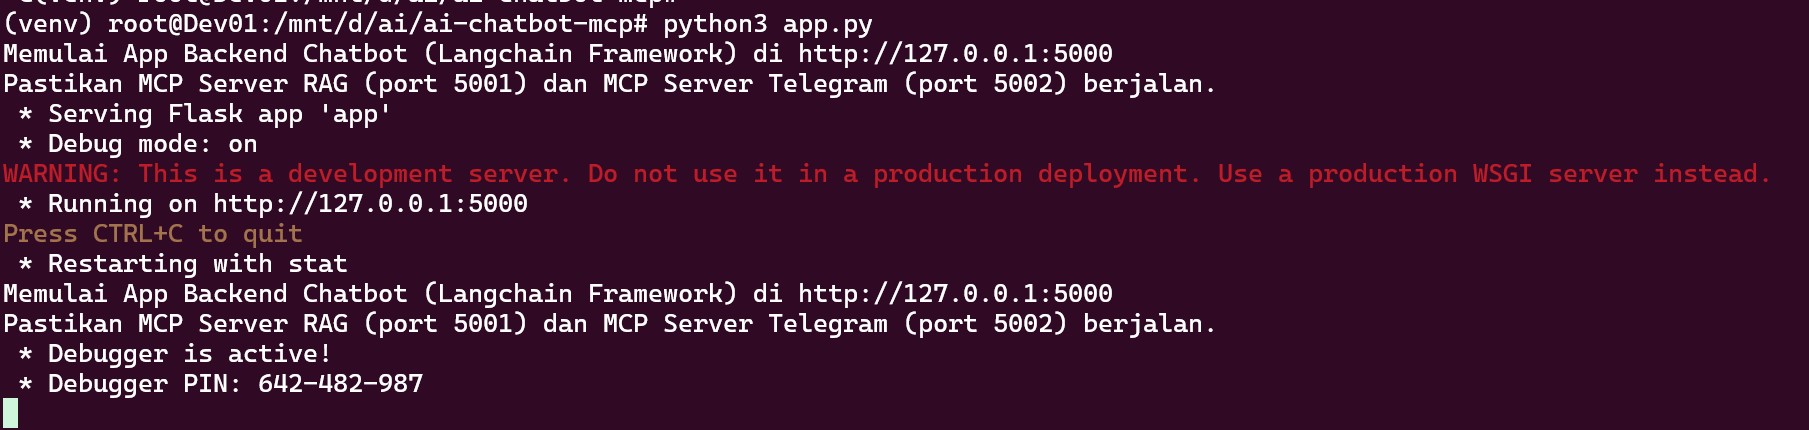 (venv) root@Dev01:/mnt/d/ai/ai-chatbot-mcp# python3 app.py
Memulai App Backend Chatbot (Langchain Framework) di http://127.0.0.1:5000
Pastikan MCP Server RAG (port 5001) dan MCP Server Telegram (port 5002) berjalan.
 * Serving Flask app 'app'
 * Debug mode: on
WARNING: This is a development server. Do not use it in a production deployment. Use a production WSGI server instead.
 * Running on http://127.0.0.1:5000
Press CTRL+C to quit
 * Restarting with stat
Memulai App Backend Chatbot (Langchain Framework) di http://127.0.0.1:5000
Pastikan MCP Server RAG (port 5001) dan MCP Server Telegram (port 5002) berjalan.
 * Debugger is active!
 * Debugger PIN: 642-482-987